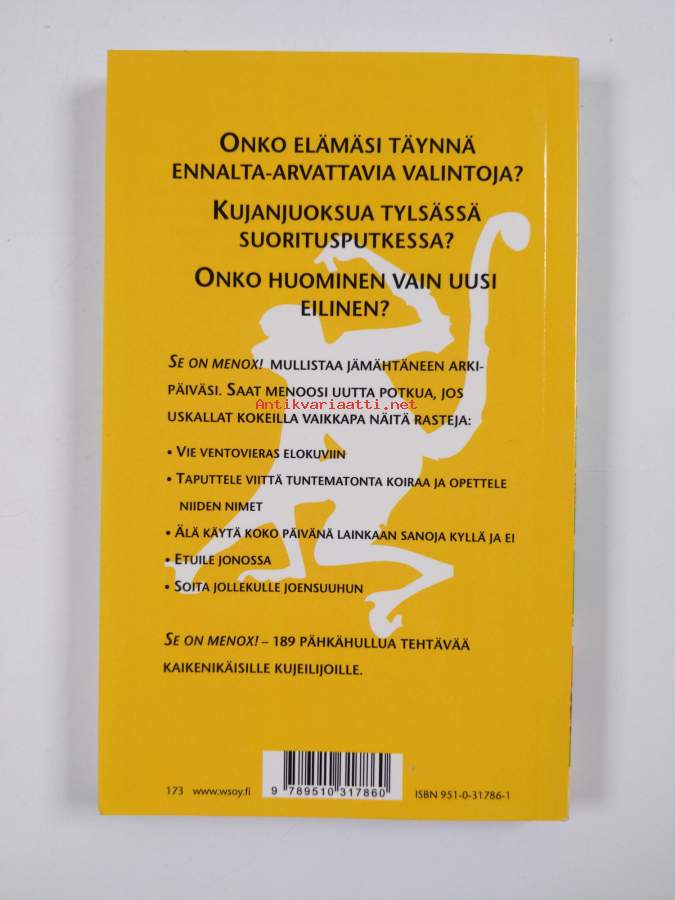 ONKO ELÄMÄSI TÄYNNÄ
ENNALTA-ARVATTAVIA VALINTOJA?
KUJANJUOKSUA TYLSÄSSÄ
SUORITUSPUTKESSA?
ONKO HUOMINEN VAIN UUSI
EILINEN?
SE ON MENOX! MULLISTAA JÄMÄHTÄNEEN ARKI-
PÄIVÄSI. SAAT MENOOSI UUTTA POTKUA, JOS
Antikvariaatti.net
USKALLAT KOKEILLA VAIKKAPA NÄITÄ RASTEJA:
• VIE VENTOVIERAS ELOKUVIIN
• TAPUTTELE VIITTÄ TUNTEMATONTA KOIRAA JA OPETTELE
NIIDEN NIMET
• ÄLÄ KÄYTÄ KOKO PÄIVÄNÄ LAINKAAN SANOJA KYLLÄ JA EI
• ETUILE JONOSSA
• SOITA JOLLEKULLE JOENSUUHUN
SE ON MENOX! – 189 PÄHKÄHULLUA TEHTÄVÄÄ
KAIKENIKÄISILLE KUJEILIJOILLE.
173 www.wsoy.fi
9 789510 317860
ISBN 951-0-31786-1